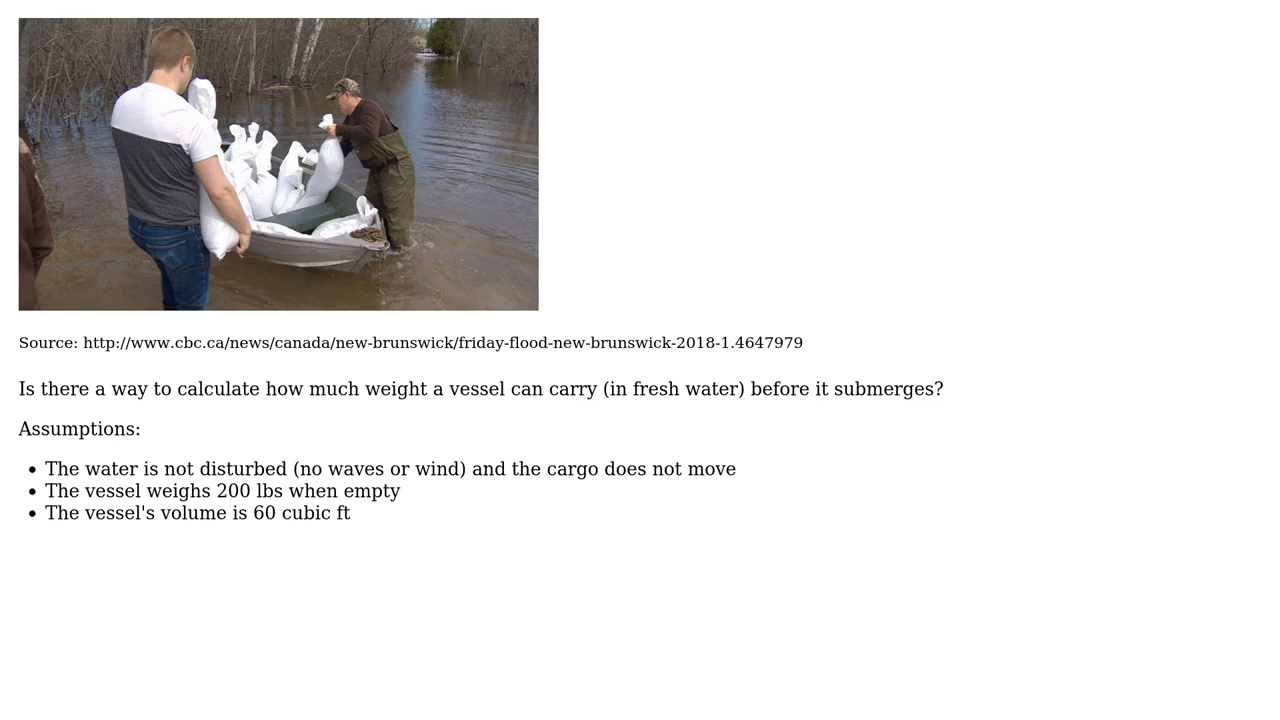 Source: http://www.cbc.ca/news/canada/new-brunswick/friday-flood-new-brunswick-2018-1.4647979
Is there a way to calculate how much weight a vessel can carry (in fresh water) before it submerges?
Assumptions:
• The water is not disturbed (no waves or wind) and the cargo does not move
• The vessel weighs 200 lbs when empty
• The vessel's volume is 60 cubic ft